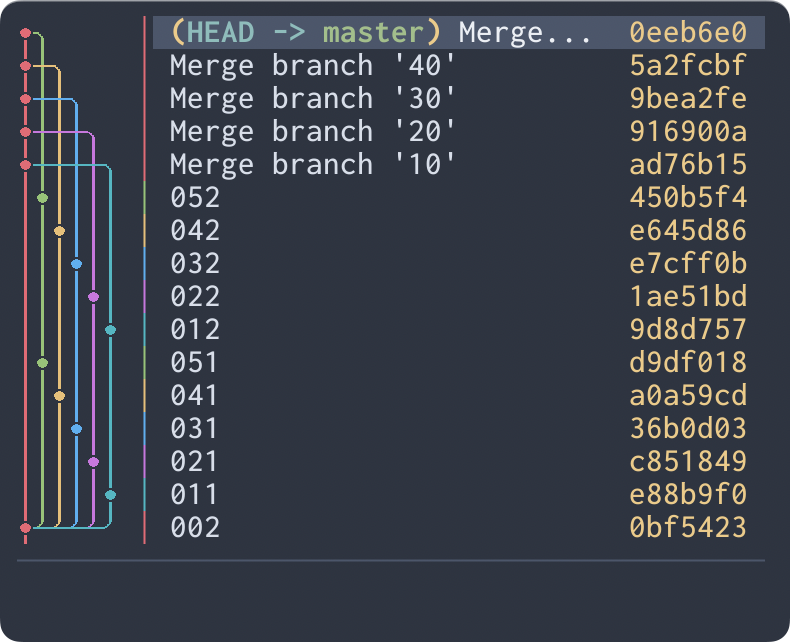 (HEAD -> master) Merge... 0eeb6e0
Merge branch '40' 5a2fcbf
Merge branch '30' 9bea2fe
Merge branch '20' 916900a
Merge branch '10' ad76b15
052 450b5f4
042 e645d86
032 e7cff0b
022 1ae51bd
012 9d8d757
051 d9df018
041 a0a59cd
031 36b0d03
021 c851849
011 e88b9f0
002 0bf5423